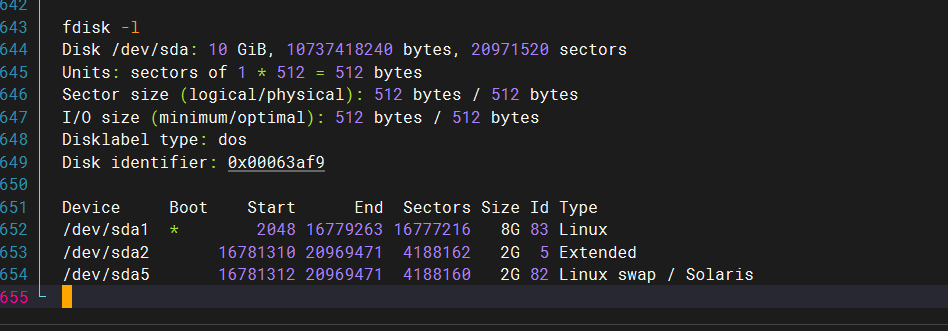 642
643 fdisk -l
644 Disk /dev/sda: 10 GiB, 10737418240 bytes, 20971520 sectors
645 Units: sectors of 1 * 512 = 512 bytes
646 Sector size (logical/physical): 512 bytes / 512 bytes
647 I/O size (minimum/optimal): 512 bytes / 512 bytes
648 Disklabel type: dos
649 Disk identifier: 0x00063af9
650
651 Device     Boot    Start      End  Sectors Size Id Type
652 /dev/sda1  *        2048 16779263 16777216   8G 83 Linux
653 /dev/sda2       16781310 20969471  4188162   2G  5 Extended
654 /dev/sda5       16781312 20969471  4188160   2G 82 Linux swap / Solaris
655